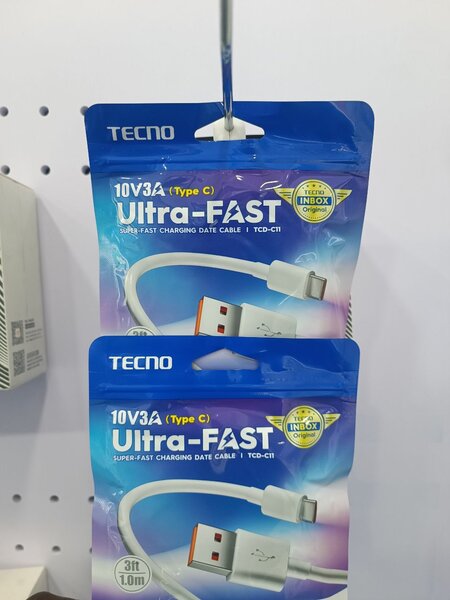 TECNO
10V3A (Type C)
Ultra-FAST
SUPER-FAST CHARGING DATE CABLE | TCD-C11
TECNO
INBOX
Original
3ft
TECNO
10V3A (Type C)
Ultra-FAST
SUPER-FAST CHARGING DATE CABLE | TCD-C11
TECNO
INBOX
Original
3ft
1.0m